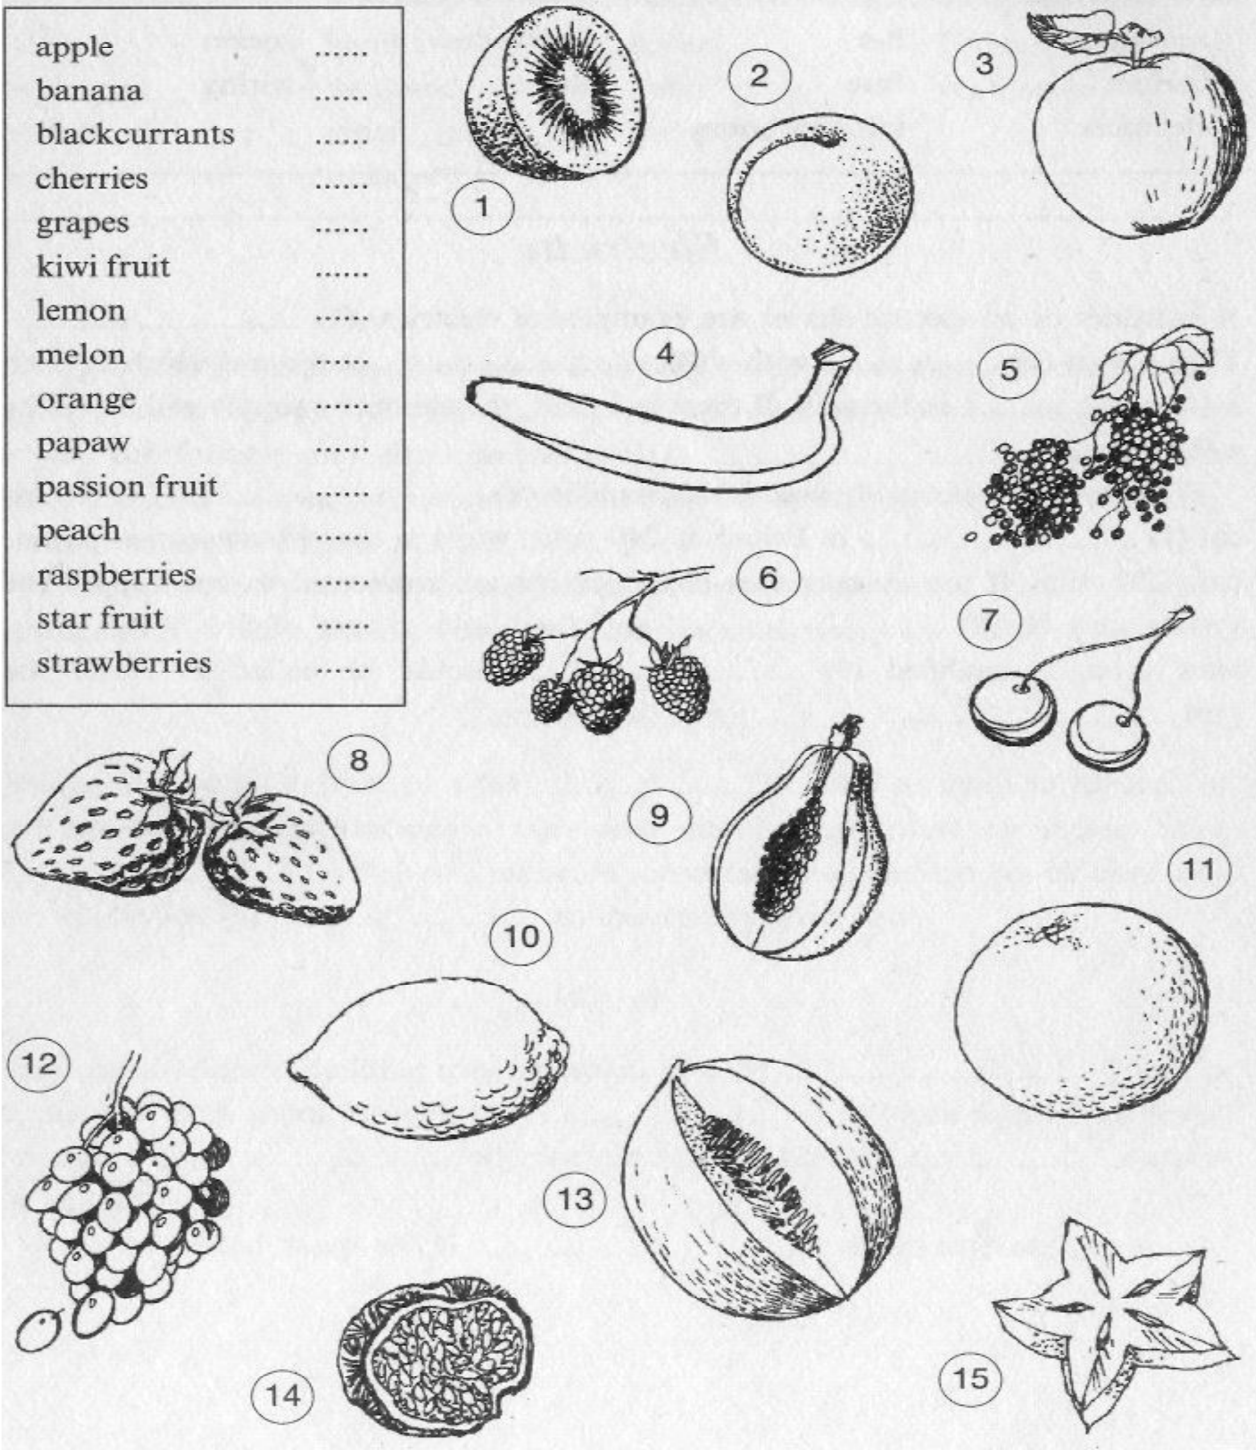 apple ......
banana ......
blackcurrants ......
cherries ......
grapes ......
kiwi fruit ......
lemon ......
melon ......
orange ......
papaw ......
passion fruit ......
peach ......
raspberries ......
star fruit ......
strawberries ......
1
2
3
4
5
6
7
8
9
10
11
12
13
14
15